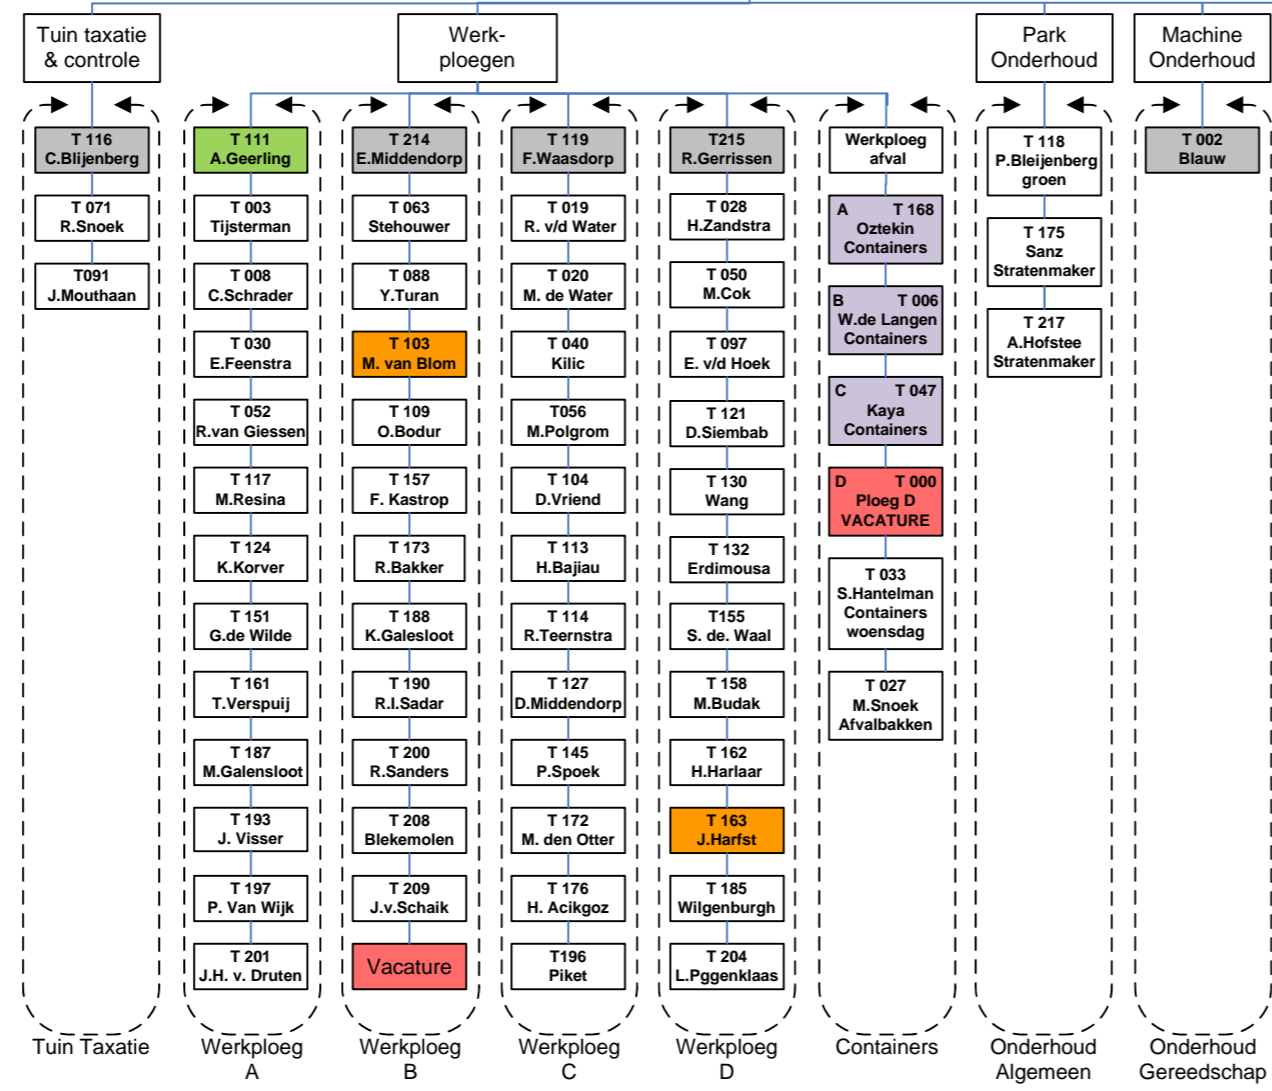 Tuin taxatie
& controle
Werk-
ploegen
Park
Onderhoud
Machine
Onderhoud
T 116
C.Blijenberg
T 071
R.Snoek
T091
J.Mouthaan
Tuin Taxatie
T 111
A.Geerling
T 003
Tijsterman
T 008
C.Schrader
T 030
E.Feenstra
T 052
R.van Giessen
T 117
M.Resina
T 124
K.Korver
T 151
G.de Wilde
T 161
T.Verspuij
T 187
M.Galensloot
T 193
J. Visser
T 197
P. Van Wijk
T 201
J.H. v. Druten
Werkploeg
A
T 214
E.Middendorp
T 063
Stehouwer
T 088
Y.Turan
T 103
M. van Blom
T 109
O.Bodur
T 157
F. Kastrop
T 173
R.Bakker
T 188
K.Galesloot
T 190
R.I.Sadar
T 200
R.Sanders
T 208
Blekemolen
T 209
J.v.Schaik
Vacature
Werkploeg
B
T 119
F.Waasdorp
T 019
R. v/d Water
T 020
M. de Water
T 040
Kilic
T056
M.Polgrom
T 104
D.Vriend
T 113
H.Bajiau
T 114
R.Teernstra
T 127
D.Middendorp
T 145
P.Spoek
T 172
M. den Otter
T 176
H. Acikgoz
T196
Piket
Werkploeg
C
T215
R.Gerrissen
T 028
H.Zandstra
T 050
M.Cok
T 097
E. v/d Hoek
T 121
D.Siembab
T 130
Wang
T 132
Erdimousa
T155
S. de. Waal
T 158
M.Budak
T 162
H.Harlaar
T 163
J.Harfst
T 185
Wilgenburgh
T 204
L.Pggenklaas
Werkploeg
D
Werkploeg
afval
A T 168
Oztekin
Containers
B T 006
W.de Langen
Containers
C T 047
Kaya
Containers
D T 000
Ploeg D
VACATURE
T 033
S.Hantelman
Containers
woensdag
T 027
M.Snoek
Afvalbakken
Containers
T 118
P.Bleijenberg
groen
T 175
Sanz
Stratenmaker
T 217
A.Hofstee
Stratenmaker
Onderhoud
Algemeen
T 002
Blauw
Onderhoud
Gereedschap